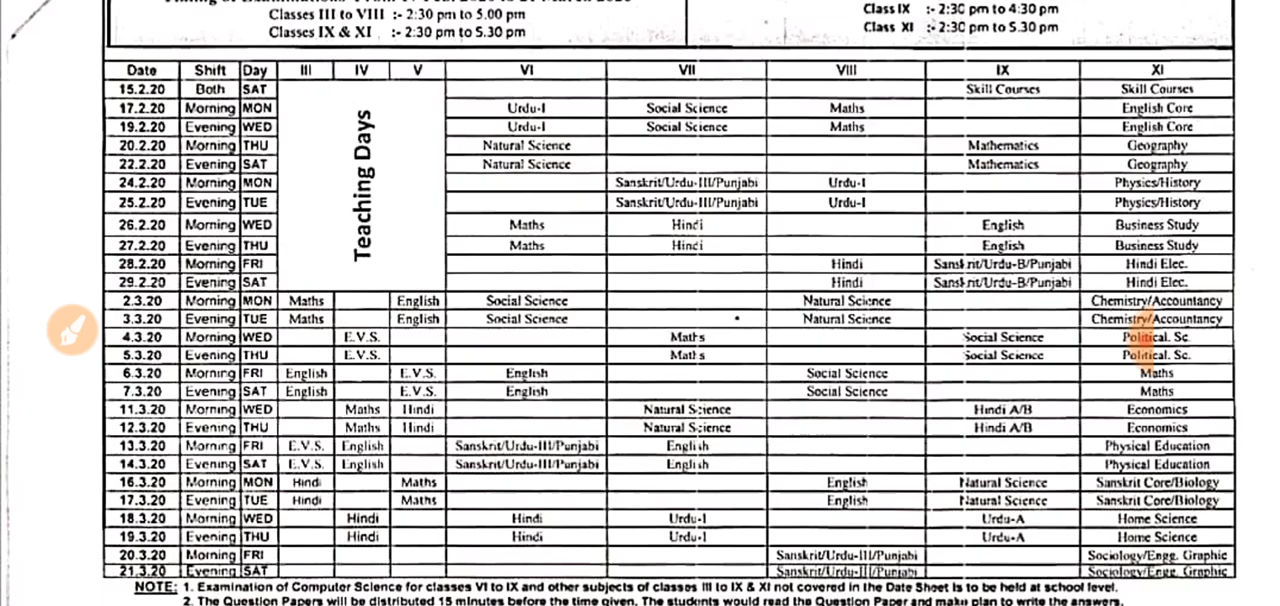 Classes III to VIII :- 2:30 pm to 5.00 pm
Classes IX & XI :- 2:30 pm to 5.30 pm
Class IX :- 2:30 pm to 4:30 pm
Class XI :- 2:30 pm to 5.30 pm
Date Shift Day III IV V VI VII VIII IX XI
15.2.20 Both SAT Skill Courses Skill Courses
17.2.20 Morning MON Urdu-I Social Science Maths English Core
19.2.20 Evening WED Urdu-I Social Science Maths English Core
20.2.20 Morning THU Natural Science Mathematics Geography
22.2.20 Evening SAT Natural Science Mathematics Geography
24.2.20 Morning MON Sanskrit/Urdu-III/Punjabi Urdu-I Physics/History
25.2.20 Evening TUE Sanskrit/Urdu-III/Punjabi Urdu-I Physics/History
26.2.20 Morning WED Maths Hindi English Business Study
27.2.20 Evening THU Maths Hindi English Business Study
28.2.20 Morning FRI Hindi Sanskrit/Urdu-B/Punjabi Hindi Elec.
29.2.20 Evening SAT Hindi Sanskrit/Urdu-B/Punjabi Hindi Elec.
Teaching Days
2.3.20 Morning MON Maths English Social Science Natural Science Chemistry/Accountancy
3.3.20 Evening TUE Maths English Social Science Natural Science Chemistry/Accountancy
4.3.20 Morning WED E.V.S. Maths Social Science Political. Sc.
5.3.20 Evening THU E.V.S. Maths Social Science Political. Sc.
6.3.20 Morning FRI English E.V.S. English Social Science Maths
7.3.20 Evening SAT English E.V.S. English Social Science Maths
11.3.20 Morning WED Maths Hindi Natural Science Hindi A/B Economics
12.3.20 Evening THU Maths Hindi Natural Science Hindi A/B Economics
13.3.20 Morning FRI E.V.S. English Sanskrit/Urdu-III/Punjabi English Physical Education
14.3.20 Evening SAT E.V.S. English Sanskrit/Urdu-III/Punjabi English Physical Education
16.3.20 Morning MON Hindi Maths English Natural Science Sanskrit Core/Biology
17.3.20 Evening TUE Hindi Maths English Natural Science Sanskrit Core/Biology
18.3.20 Morning WED Hindi Hindi Urdu-I Urdu-A Home Science
19.3.20 Evening THU Hindi Hindi Urdu-I Urdu-A Home Science
20.3.20 Morning FRI Sanskrit/Urdu-III/Punjabi Sociology/Engg. Graphic
21.3.20 Evening SAT Sanskrit/Urdu-III/Punjabi Sociology/Engg. Graphic
NOTE: 1. Examination of Computer Science for classes VI to IX and other subjects of classes III to IX & XI not covered in the Date Sheet is to be held at school level.
2. The Question Papers will be distributed 15 minutes before the time given. The students would read the Question Paper and make plan to write the answers.